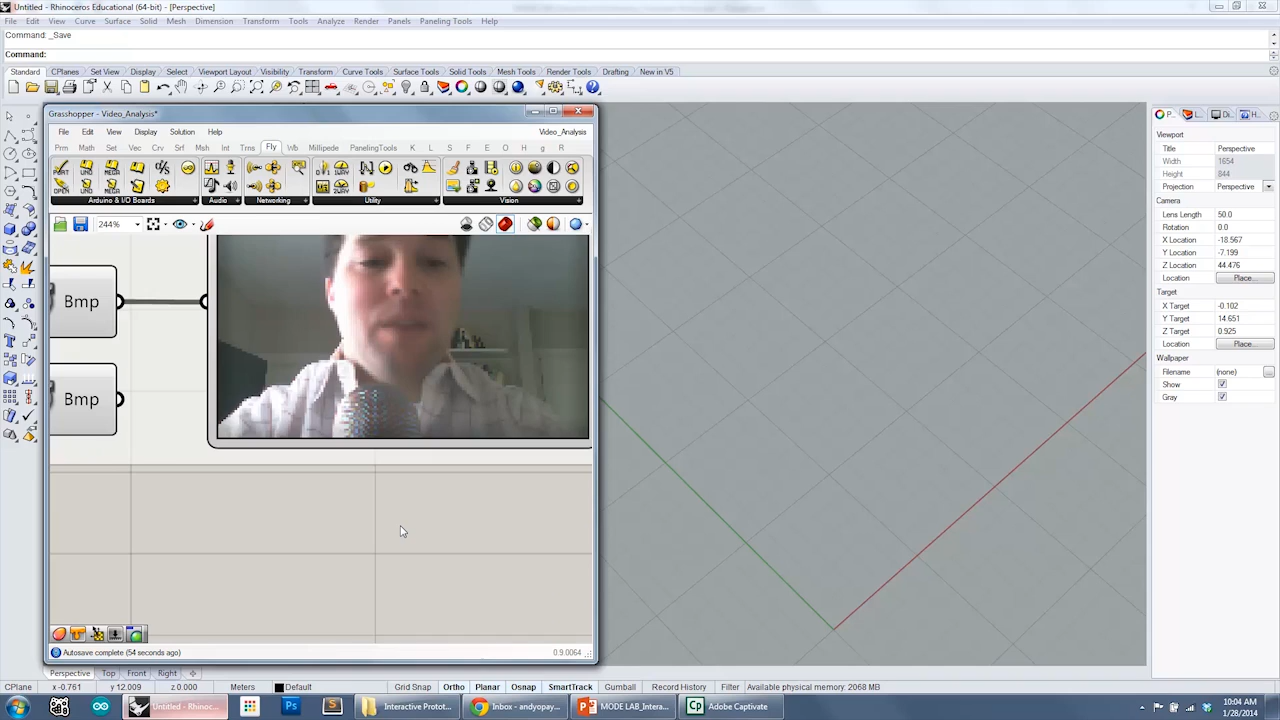 Untitled - Rhinoceros Educational (64-bit) - [Perspective]
File Edit View Curve Surface Solid Mesh Dimension Transform Tools Analyze Render Panels Paneling Tools Help
Command: _Save
Command:
Standard CPlanes Set View Display Select Viewport Layout Visibility Transform Curve Tools Surface Tools Solid Tools Mesh Tools Render Tools Drafting New in V5
Grasshopper - Video_Analysis*
File Edit View Display Solution Help Video_Analysis
Prm Math Set Vec Crv Srf Msh Int Trns Fly Wb Millipede PanelingTools K L S F E O H g R
PORT UNO MEGA
OPEN UNO MEGA
Arduino & I/O Boards Audio Networking Utility Vision
244%
Bmp
Bmp
Autosave complete (54 seconds ago) 0.9.0064
Viewport
Title Perspective
Width 1654
Height 844
Projection Perspective
Camera
Lens Length 50.0
Rotation 0.0
X Location -18.567
Y Location -7.199
Z Location 44.476
Location Place...
Target
X Target -0.102
Y Target 14.651
Z Target 0.925
Location Place...
Wallpaper
Filename (none)
Show
Gray
Perspective Top Front Right
CPlane x -0.761 y 12.009 z 0.000 Meters Default Grid Snap Ortho Planar Osnap SmartTrack Gumball Record History Filter Available physical memory: 2068 MB
Untitled - Rhinoc... Interactive Protot... Inbox - andyopay... MODE LAB_Intera... Adobe Captivate
10:04 AM
1/28/2014